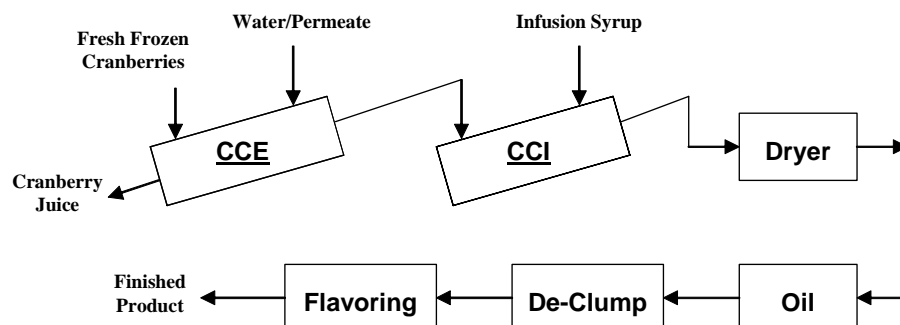 Water/Permeate
Infusion Syrup
Fresh Frozen
Cranberries
CCE
CCI
Dryer
Cranberry
Juice
Finished
Product
Flavoring
De-Clump
Oil